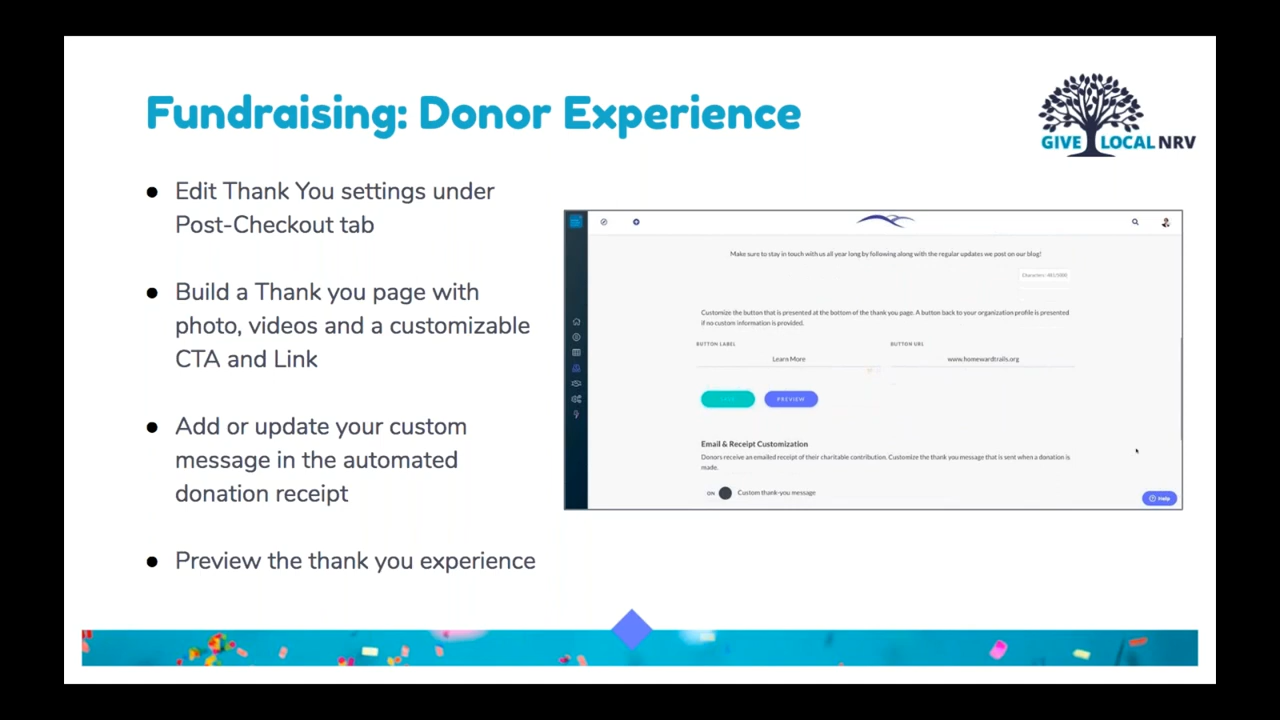 Fundraising: Donor Experience
GIVE LOCAL NRV
● Edit Thank You settings under
Post-Checkout tab
● Build a Thank you page with
photo, videos and a customizable
CTA and Link
● Add or update your custom
message in the automated
donation receipt
● Preview the thank you experience
Make sure to stay in touch with us all year long by following along with the regular updates we post on our blog!
Customize the button that is presented at the bottom of the thank you page. A button back to your organization profile is presented
if no custom information is provided.
BUTTON LABEL
BUTTON URL
Learn More
www.homewardtrails.org
PREVIEW
Email & Receipt Customization
Donors receive an emailed receipt of their charitable contribution. Customize the thank you message that is sent when a donation is
made.
ON Custom thank-you message
Help